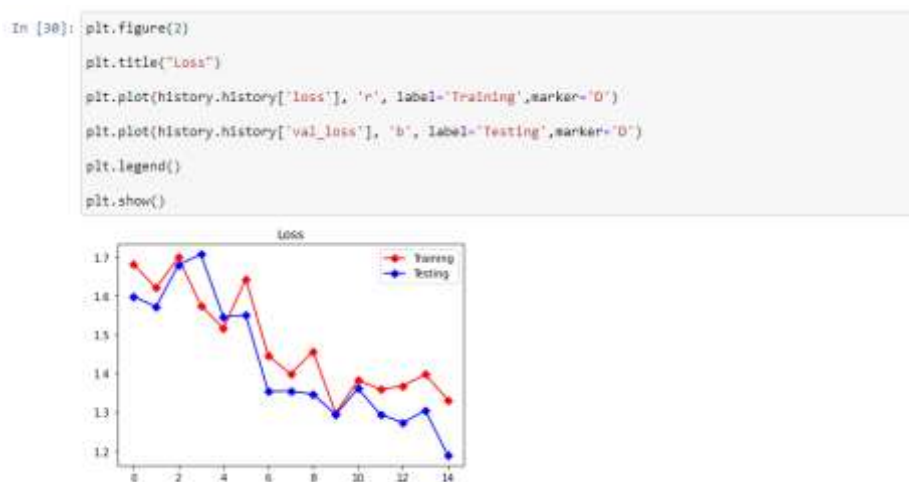 In [30]: plt.figure(2)
plt.title("Loss")
plt.plot(history.history['loss'], 'r', label='Training',marker='D')
plt.plot(history.history['val_loss'], 'b', label='Testing',marker='D')
plt.legend()
plt.show()
Loss
Training
Testing
1.7
1.6
1.5
1.4
1.3
1.2
0 2 4 6 8 10 12 14